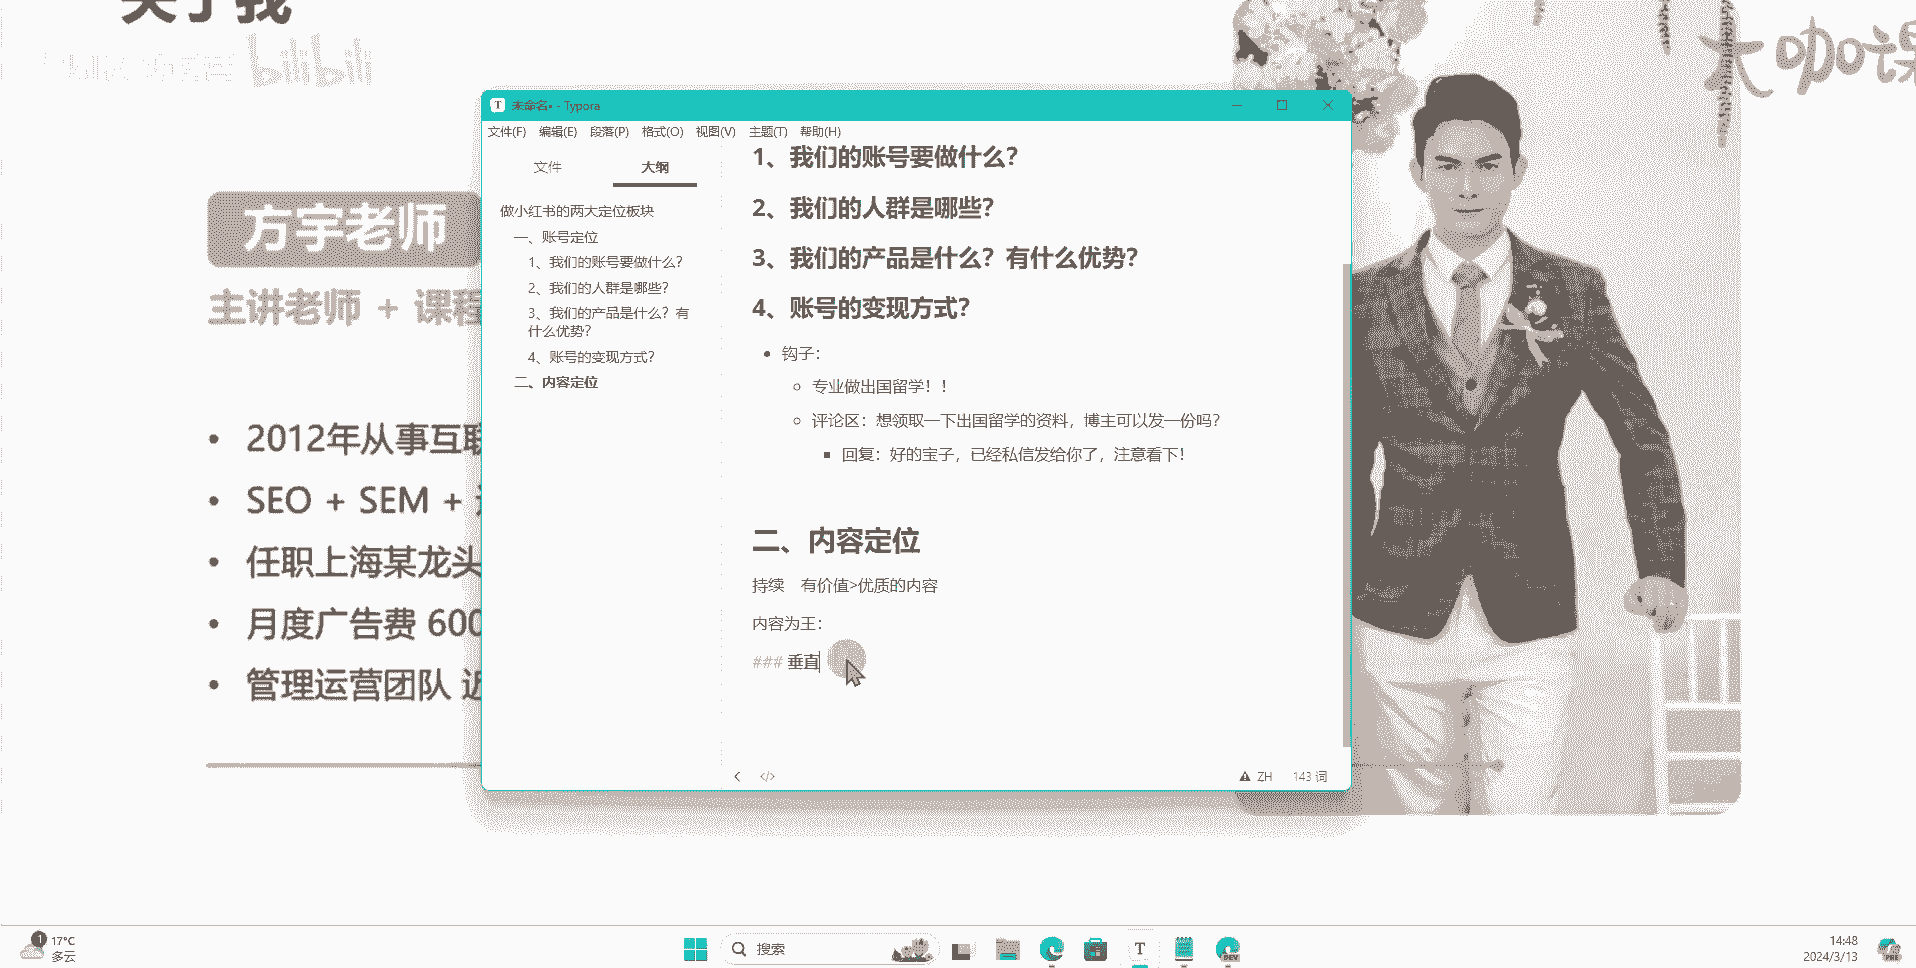 关于我
bilibili
大咖课
方宇老师
主讲老师 + 课程
2012年从事互联
SEO + SEM +
任职上海某龙头
月度广告费 600
管理运营团队 近
未命名• - Typora
文件(F) 编辑(E) 段落(P) 格式(O) 视图(V) 主题(T) 帮助(H)
文件 大纲
做小红书的两大定位板块
一、账号定位
1、我们的账号要做什么？
2、我们的人群是哪些？
3、我们的产品是什么？有
什么优势？
4、账号的变现方式？
二、内容定位
1、我们的账号要做什么？
2、我们的人群是哪些？
3、我们的产品是什么？有什么优势？
4、账号的变现方式？
钩子：
专业做出国留学！！
评论区：想领取一下出国留学的资料，博主可以发一份吗？
回复：好的宝子，已经私信发给你了，注意看下！
二、内容定位
持续 有价值>优质的内容
内容为王：
### 垂直
</> ZH 143 词
1 17°C
多云
搜索
T
DEV
14:48
2024/3/13
PRE